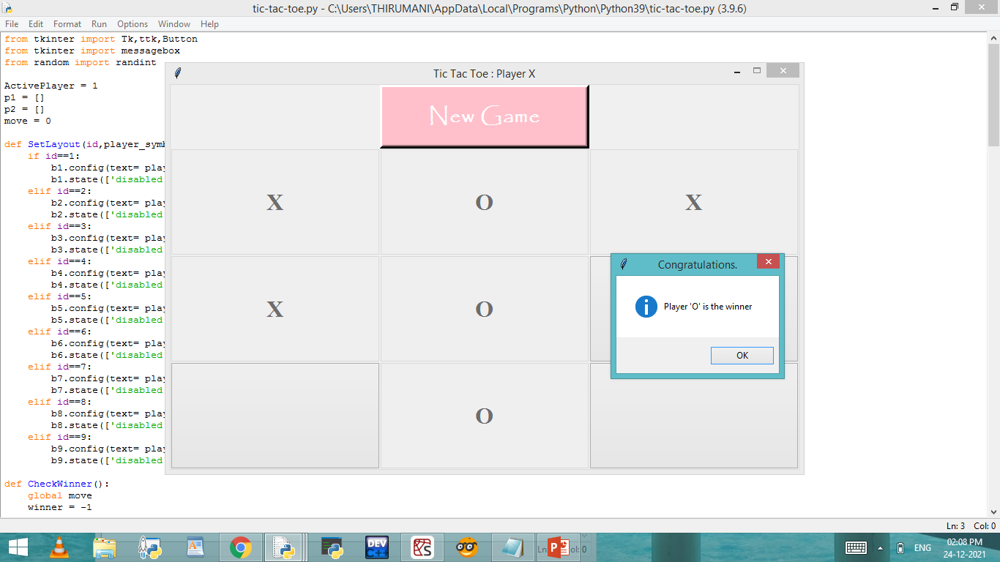 tic-tac-toe.py - C:\Users\THIRUMANI\AppData\Local\Programs\Python\Python39\tic-tac-toe.py (3.9.6)
File Edit Format Run Options Window Help
from tkinter import Tk,ttk,Button
from tkinter import messagebox
from random import randint
ActivePlayer = 1
p1 = []
p2 = []
move = 0
def SetLayout(id,player_symb
if id==1:
b1.config(text= play
b1.state(['disabled
elif id==2:
b2.config(text= play
b2.state(['disabled
elif id==3:
b3.config(text= play
b3.state(['disabled
elif id==4:
b4.config(text= play
b4.state(['disabled
elif id==5:
b5.config(text= play
b5.state(['disabled
elif id==6:
b6.config(text= play
b6.state(['disabled
elif id==7:
b7.config(text= play
b7.state(['disabled
elif id==8:
b8.config(text= play
b8.state(['disabled
elif id==9:
b9.config(text= play
b9.state(['disabled
def CheckWinner():
global move
winner = -1
Tic Tac Toe : Player X
New Game
X O X
X O
O
Congratulations.
Player 'O' is the winner
OK
Ln: 3 Col: 0
DEV C++
ENG
02:08 PM
24-12-2021